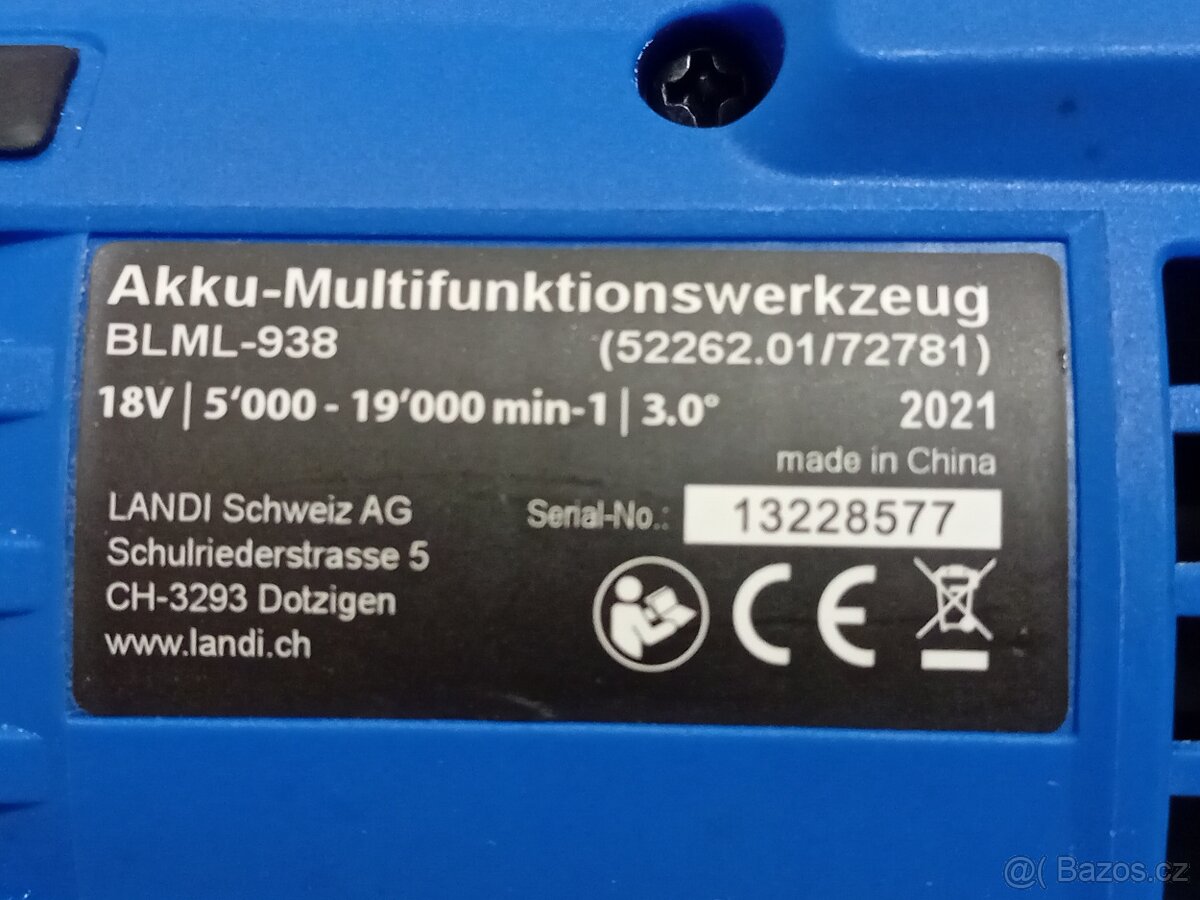 Akku-Multifunktionswerkzeug
BLML-938 (52262.01/72781)
18V | 5‘000 - 19’000 min-1 | 3.0° 2021
made in China
LANDI Schweiz AG
Schulriederstrasse 5
CH-3293 Dotzigen
www.landi.ch
Serial-No.: 13228577
CE
@( Bazos.cz